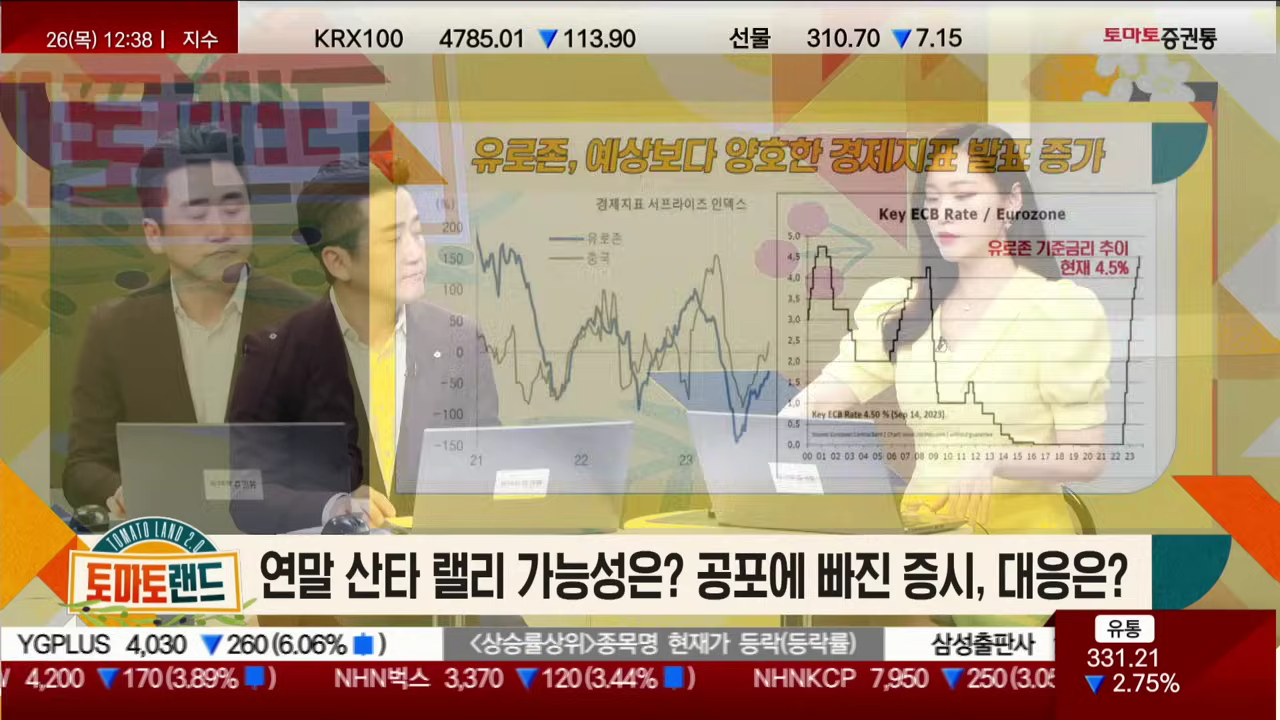 26(목) 12:38 | 지수
KRX100 4785.01 ▼113.90 선물 310.70 ▼7.15
토마토증권통
유로존, 예상보다 양호한 경제지표 발표 증가
(%)
경제지표 서프라이즈 인덱스
유로존
중국
200
150
100
50
0
-50
-100
-150
21 22 23
Key ECB Rate / Eurozone
유로존 기준금리 추이
현재 4.5%
5,0
4,5
4,0
3,5
3,0
2,5
2,0
1,5
1,0
0,5
0,0
Key ECB Rate 4.50 % (Sep 14, 2023)
00 01 02 03 04 05 06 07 08 09 10 11 12 13 14 15 16 17 18 19 20 21 22 23
TOMATO LAND 2.0
토마토랜드
연말 산타 랠리 가능성은? 공포에 빠진 증시, 대응은?
YGPLUS 4,030 ▼260(6.06%■) <상승률상위>종목명 현재가 등락(등락률) 삼성출판사
4,200 ▼170(3.89%■) NHN벅스 3,370 ▼120(3.44%■) NHNKCP 7,950 ▼250(3.05
유통
331.21
▼ 2.75%